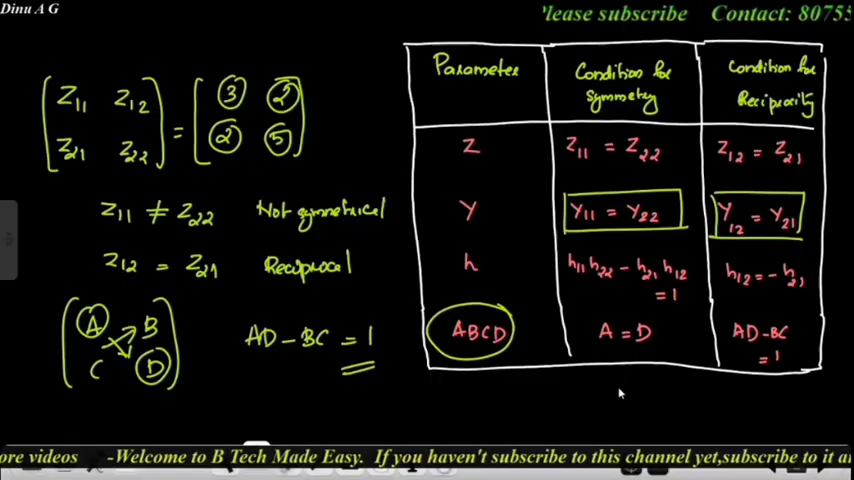 Dinu A G
Please subscribe Contact: 80755
Z11 Z12
Z21 Z22
=
3 2
2 5
Z11 ≠ Z22 Not symmetrical
Z12 = Z21 Reciprocal
A B
C D
AD - BC = 1
Parameter Condition for Symmetry Condition for Reciprocity
Z Z11 = Z22 Z12 = Z21
Y Y11 = Y22 Y12 = Y21
h h11 h22 - h21 h12 = 1 h12 = - h21
ABCD A = D AD - BC = 1
ore videos -Welcome to B Tech Made Easy. If you haven't subscribe to this channel yet,subscribe to it a